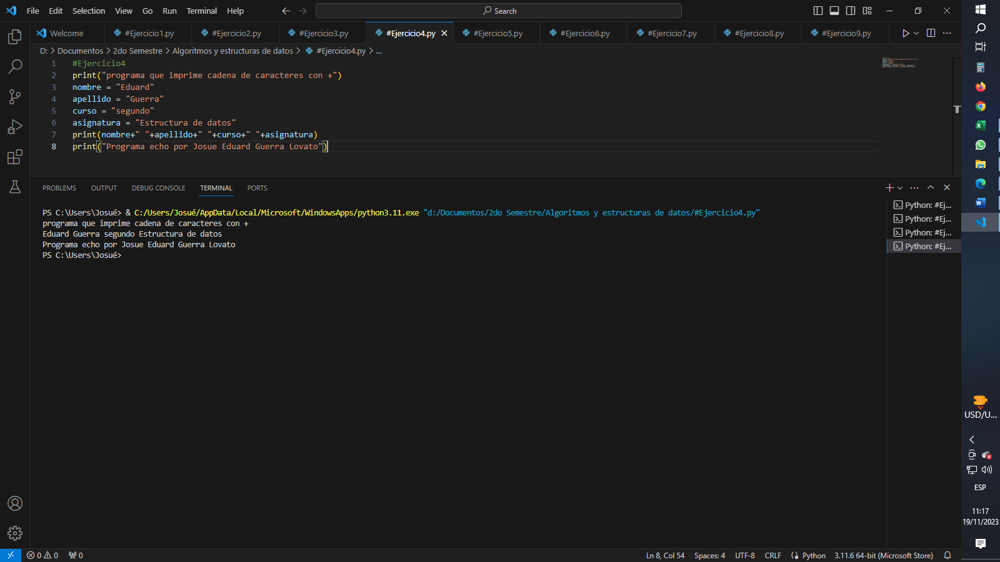 File Edit Selection View Go Run Terminal Help
Search
Welcome #Ejercicio1.py #Ejercicio2.py #Ejercicio3.py #Ejercicio4.py #Ejercicio5.py #Ejercicio6.py #Ejercicio7.py #Ejercicio8.py #Ejercicio9.py
D: > Documentos > 2do Semestre > Algoritmos y estructuras de datos > #Ejercicio4.py > ...
1 #Ejercicio4
2 print("programa que imprime cadena de caracteres con +")
3 nombre = "Eduard"
4 apellido = "Guerra"
5 curso = "segundo"
6 asignatura = "Estructura de datos"
7 print(nombre+" "+apellido+" "+curso+" "+asignatura)
8 print("Programa echo por Josue Eduard Guerra Lovato")
PROBLEMS OUTPUT DEBUG CONSOLE TERMINAL PORTS
PS C:\Users\Josué> & C:/Users/Josué/AppData/Local/Microsoft/WindowsApps/python3.11.exe "d:/Documentos/2do Semestre/Algoritmos y estructuras de datos/#Ejercicio4.py"
programa que imprime cadena de caracteres con +
Eduard Guerra segundo Estructura de datos
Programa echo por Josue Eduard Guerra Lovato
PS C:\Users\Josué>
Python: #Ej...
Python: #Ej...
Python: #Ej...
Python: #Ej...
USD/U...
ESP
11:17
19/11/2023
0 0 0
Ln 8, Col 54 Spaces: 4 UTF-8 CRLF Python 3.11.6 64-bit (Microsoft Store)